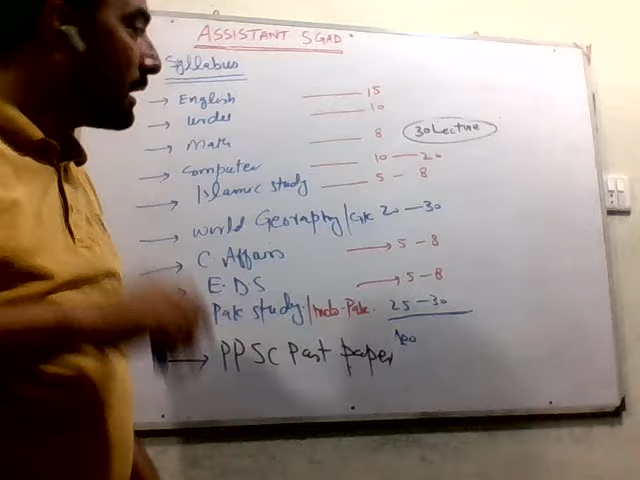 ASSISTANT SGAD.
Syllabus
→ English — 15
→ Urdu — 10
→ Math — 8
30 Lecture
→ Computer — 10 — 20
→ Islamic study — 5 - 8
→ World Geography/GK 20 — 30
→ C. Affairs → 5 - 8
→ E.D.S → 5 - 8
Pak study./Indo-Pak. 25 — 30
100
→ PPSC Past paper